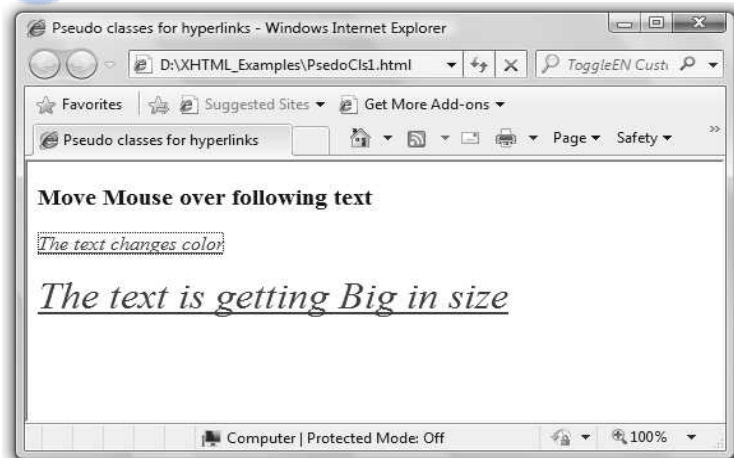 Pseudo classes for hyperlinks - Windows Internet Explorer
D:\XHTML_Examples\PsedoCls1.html ToggleEN Custi
Favorites Suggested Sites Get More Add-ons
Pseudo classes for hyperlinks Page Safety »
Move Mouse over following text
The text changes color
The text is getting Big in size
Computer | Protected Mode: Off 100%